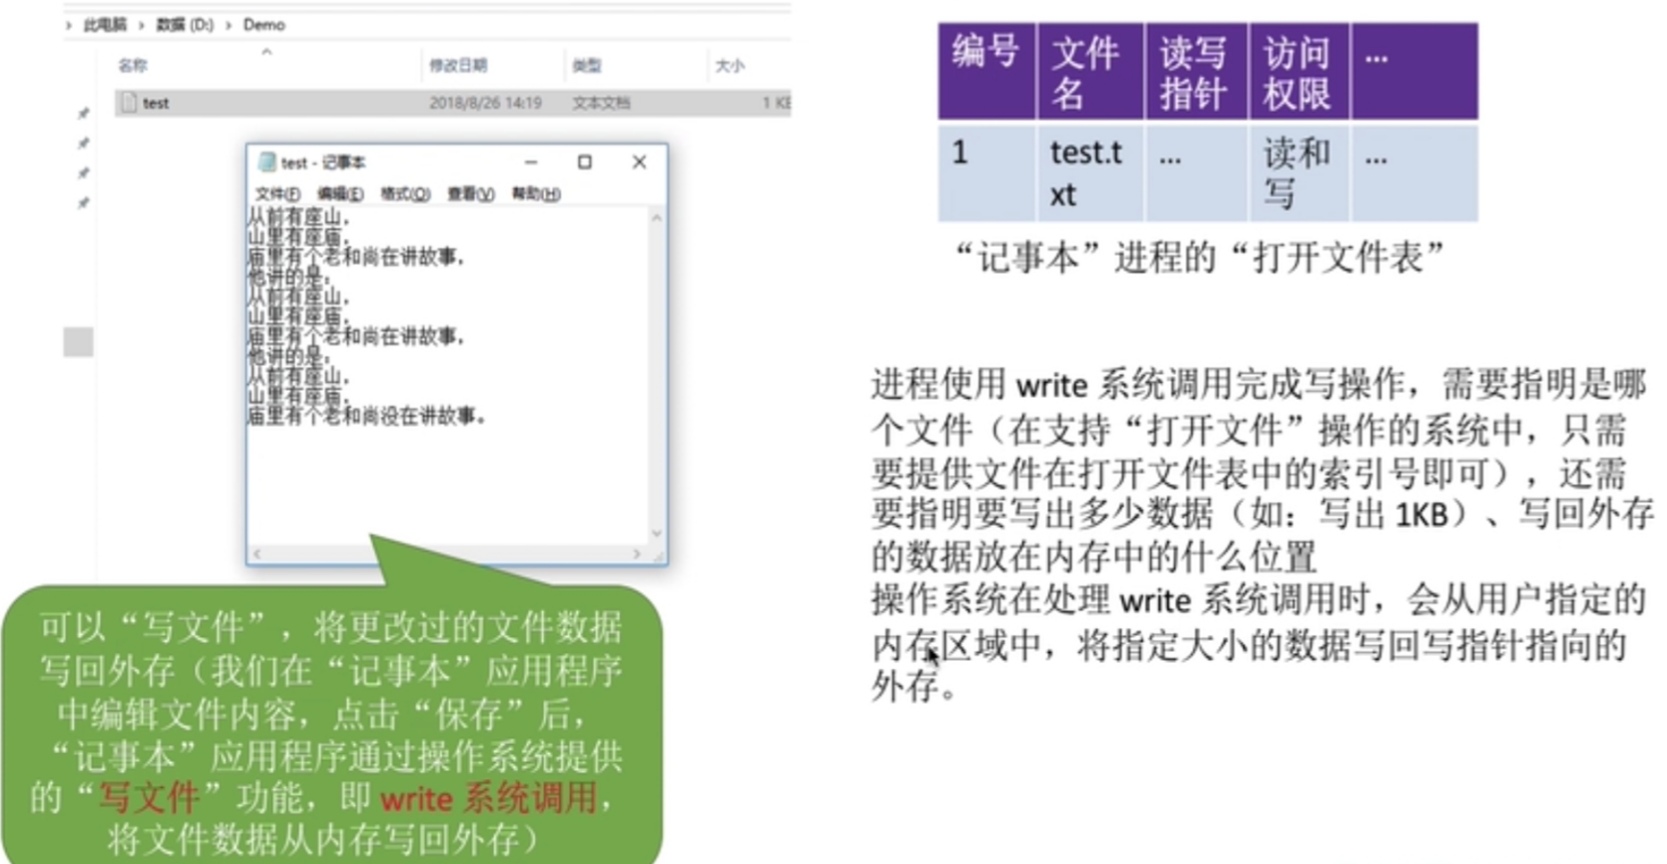 此电脑 › 数据 (D:) › Demo
名称 修改日期 类型 大小
test 2018/8/26 14:19 文本文档 1 KB
test - 记事本
文件(F) 编辑(E) 格式(O) 查看(V) 帮助(H)
从前有座山，
山里有座庙，
庙里有个老和尚在讲故事，
他讲的是：
从前有座山，
山里有座庙，
庙里有个老和尚在讲故事，
他讲的是：
从前有座山，
山里有座庙，
庙里有个老和尚没在讲故事。
可以“写文件”，将更改过的文件数据
写回外存（我们在“记事本”应用程序
中编辑文件内容，点击“保存”后，
“记事本”应用程序通过操作系统提供
的“写文件”功能，即 write 系统调用，
将文件数据从内存写回外存）
编号 文件名 读写指针 访问权限 ...
1 test.txt ... 读和写 ...
“记事本”进程的“打开文件表”
进程使用 write 系统调用完成写操作，需要指明是哪
个文件（在支持“打开文件”操作的系统中，只需
要提供文件在打开文件表中的索引号即可），还需
要指明要写出多少数据（如：写出 1KB）、写回外存
的数据放在内存中的什么位置
操作系统在处理 write 系统调用时，会从用户指定的
内存区域中，将指定大小的数据写回写指针指向的
外存。